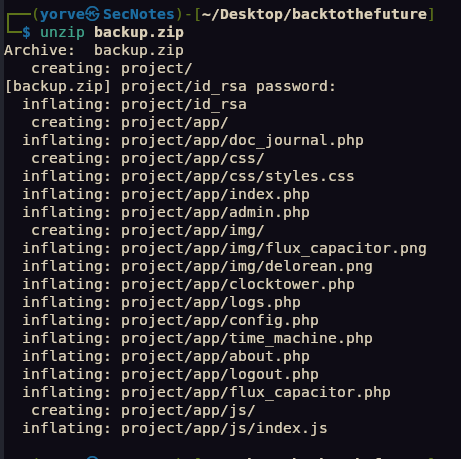 ┌──(yorve㉿SecNotes)-[~/Desktop/backtothefuture]
└─$ unzip backup.zip
Archive:  backup.zip
   creating: project/
[backup.zip] project/id_rsa password:
  inflating: project/id_rsa
   creating: project/app/
  inflating: project/app/doc_journal.php
   creating: project/app/css/
  inflating: project/app/css/styles.css
  inflating: project/app/index.php
  inflating: project/app/admin.php
   creating: project/app/img/
  inflating: project/app/img/flux_capacitor.png
  inflating: project/app/img/delorean.png
  inflating: project/app/clocktower.php
  inflating: project/app/logs.php
  inflating: project/app/config.php
  inflating: project/app/time_machine.php
  inflating: project/app/about.php
  inflating: project/app/logout.php
  inflating: project/app/flux_capacitor.php
   creating: project/app/js/
  inflating: project/app/js/index.js